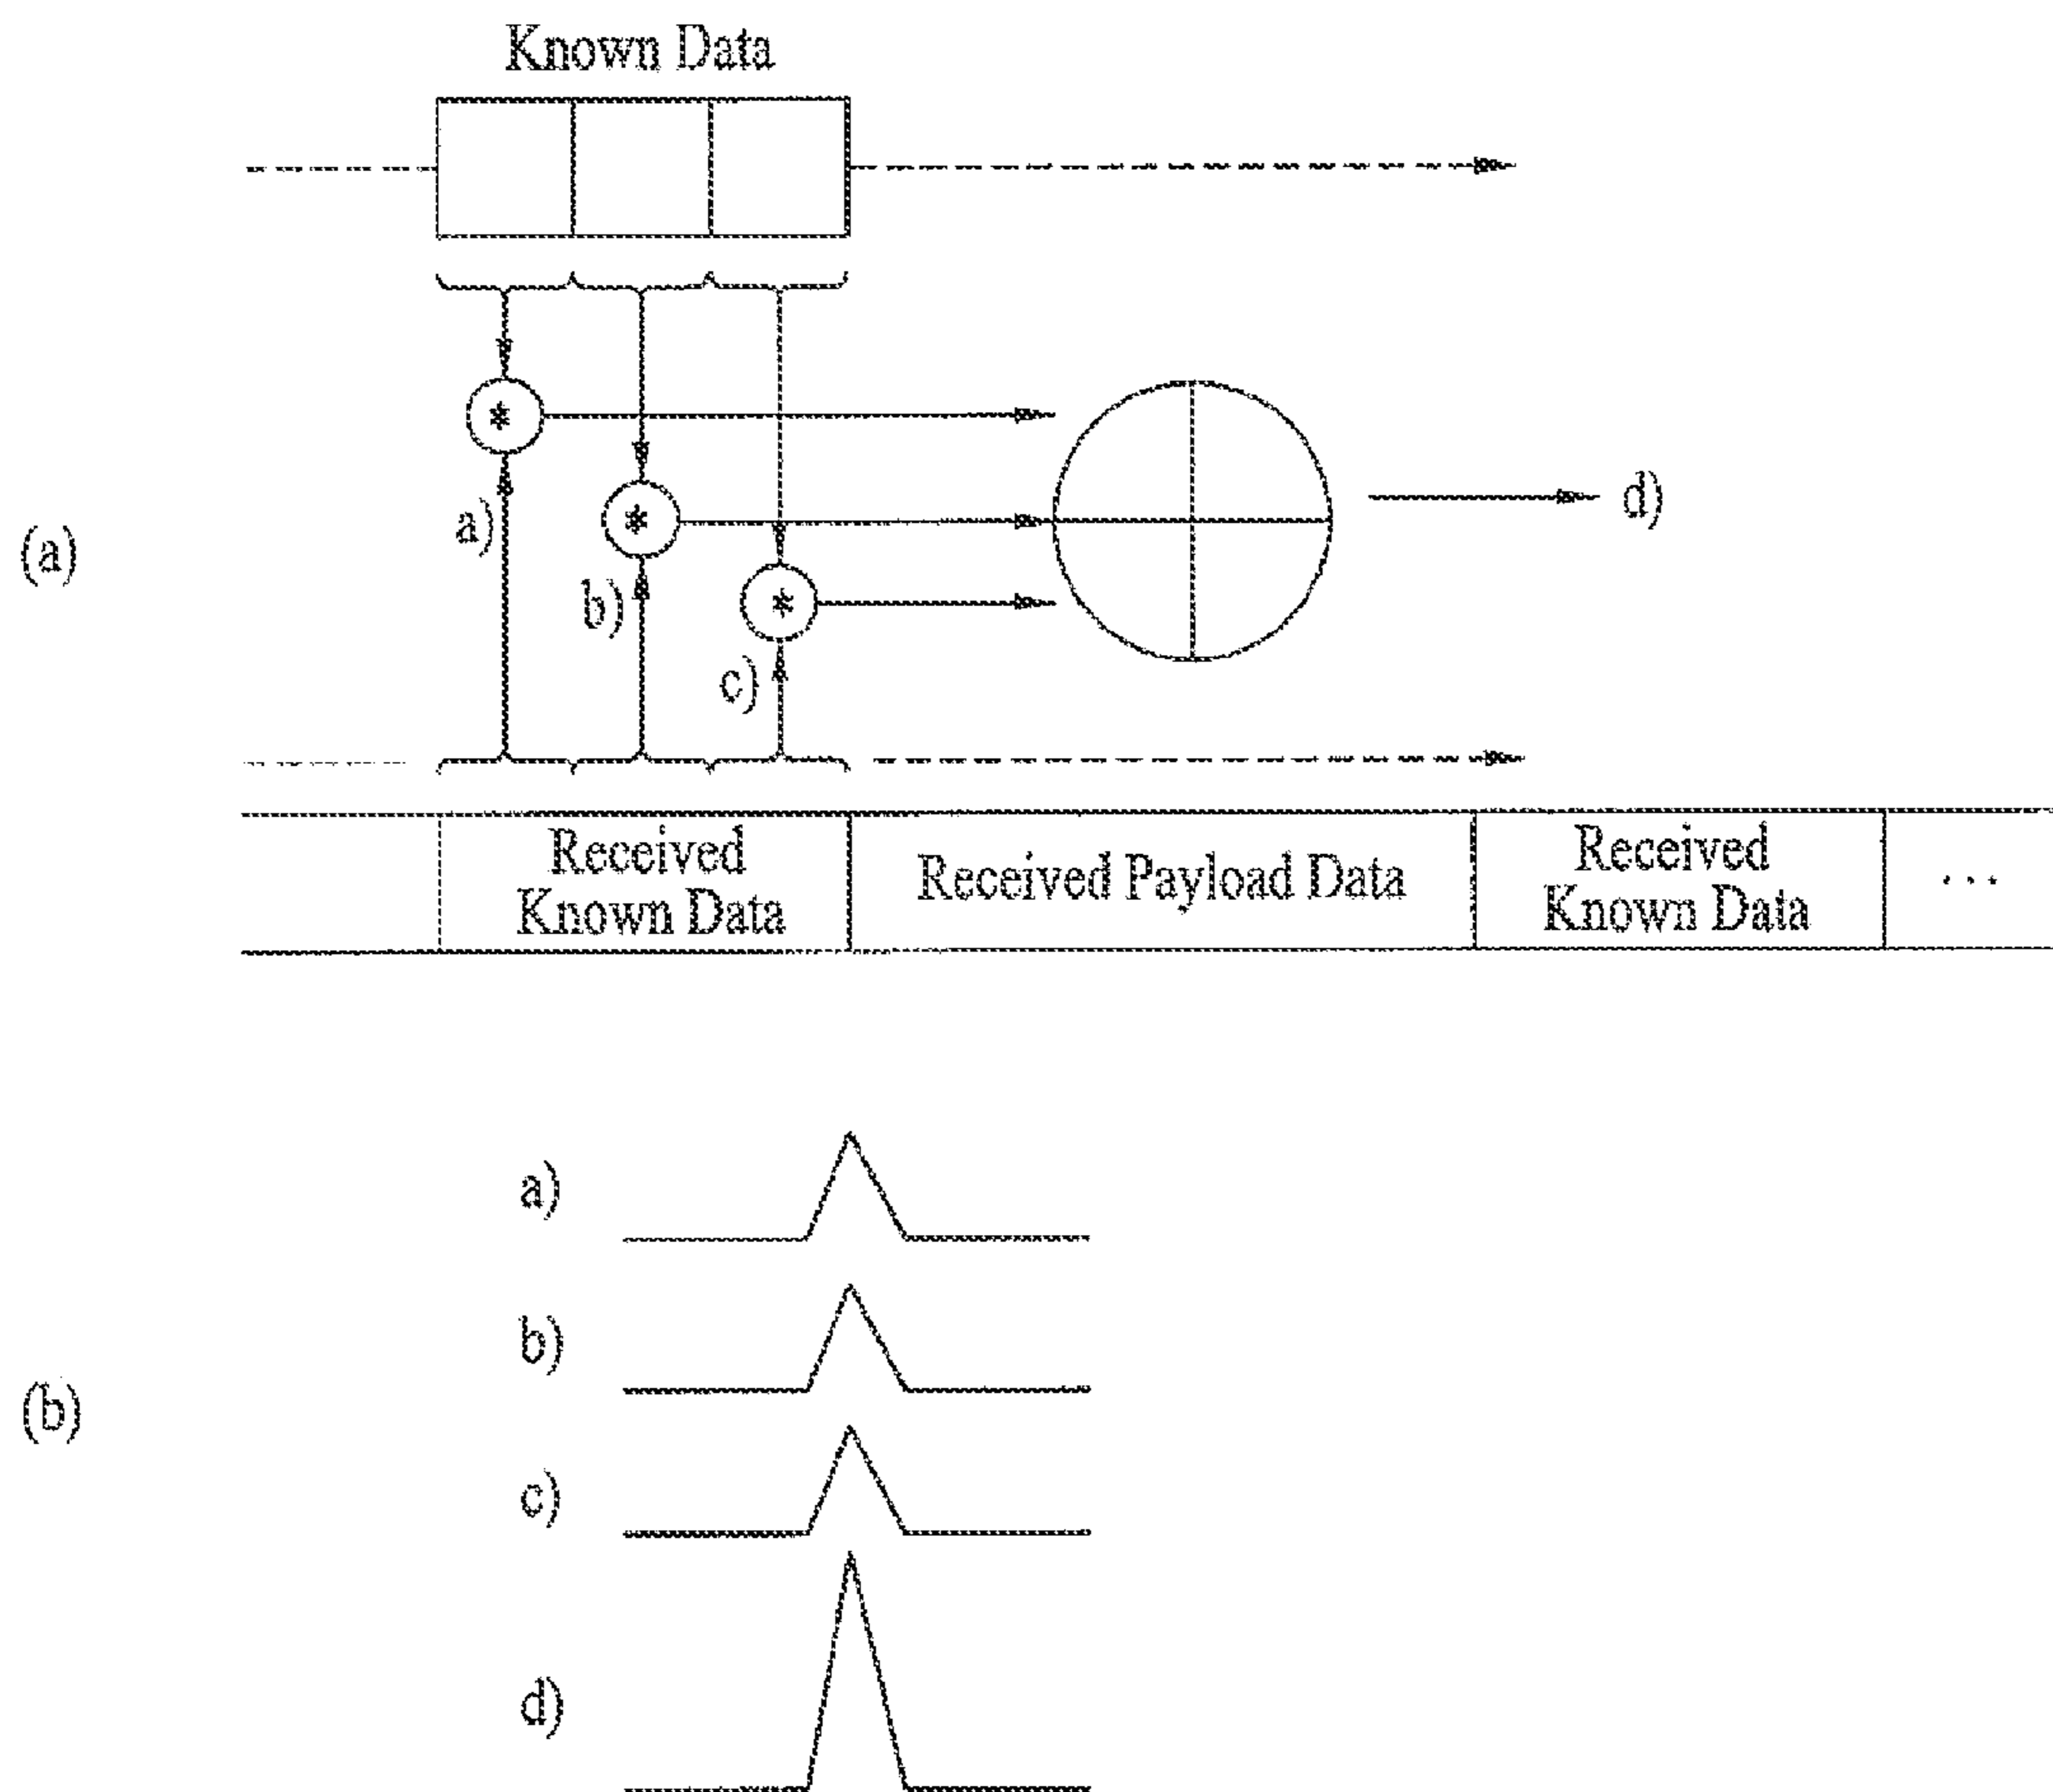 Known Data
*
a)
*
b)
*
c)
d)
(a)
Received
Known Data
Received Payload Data
Received
Known Data
...
a)
b)
c)
d)
(b)